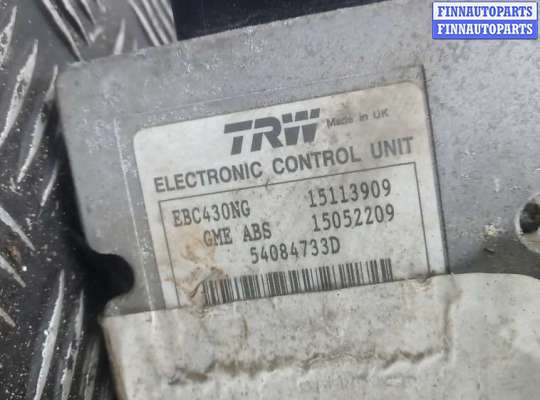 FINNAUTOPARTS
FINNAUTOPARTS
TRW Made in UK
ELECTRONIC CONTROL UNIT
EBC430NG 15113909
GME ABS 15052209
54084733D